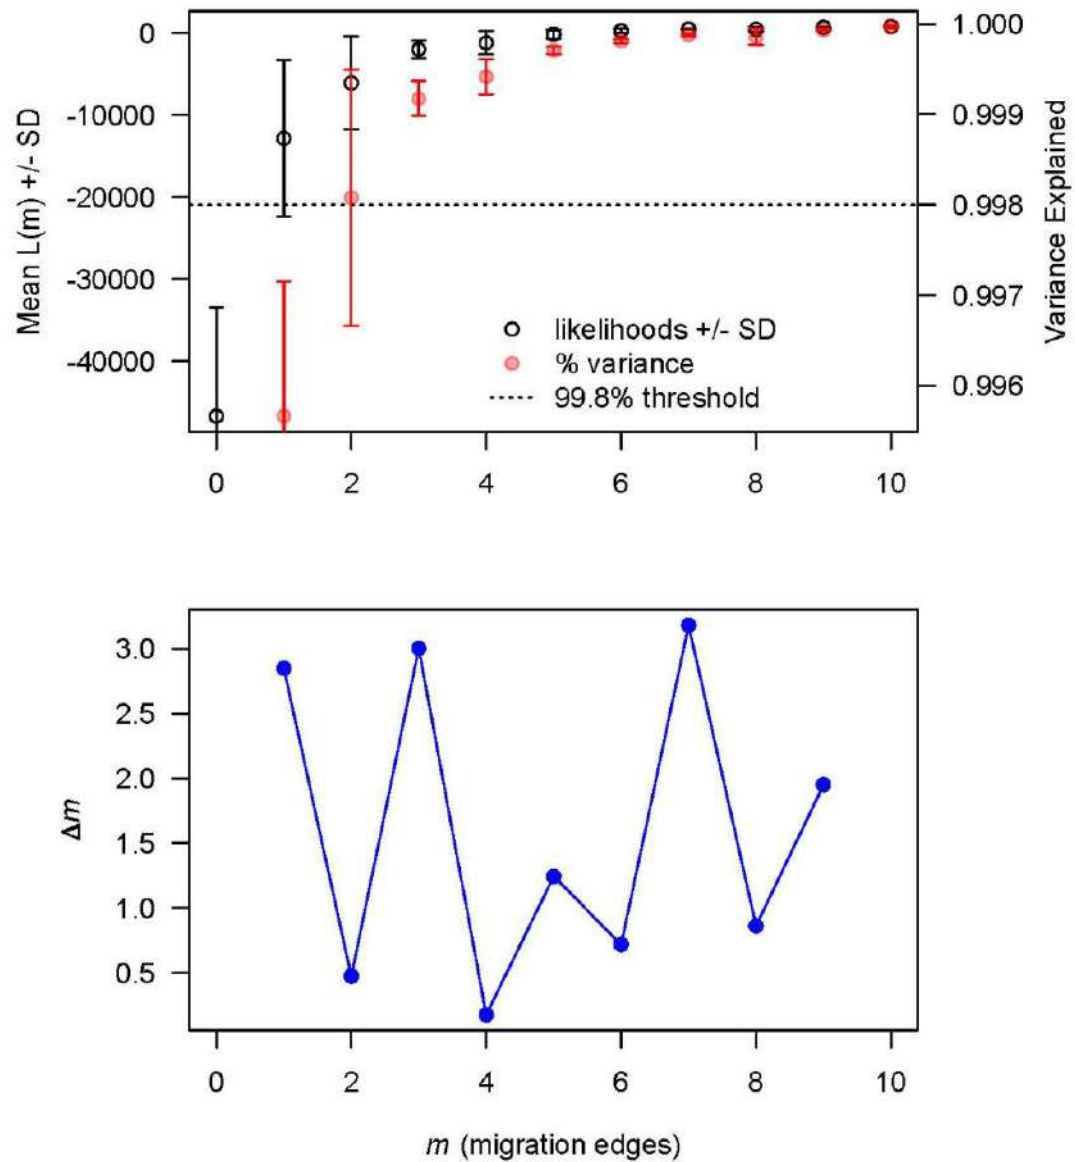 Mean L(m) +/- SD
0
-10000
-20000
-30000
-40000
1.000
0.999
0.998
0.997
0.996
Variance Explained
likelihoods +/- SD
% variance
99.8% threshold
0 2 4 6 8 10
Δm
3.0
2.5
2.0
1.5
1.0
0.5
0 2 4 6 8 10
m (migration edges)